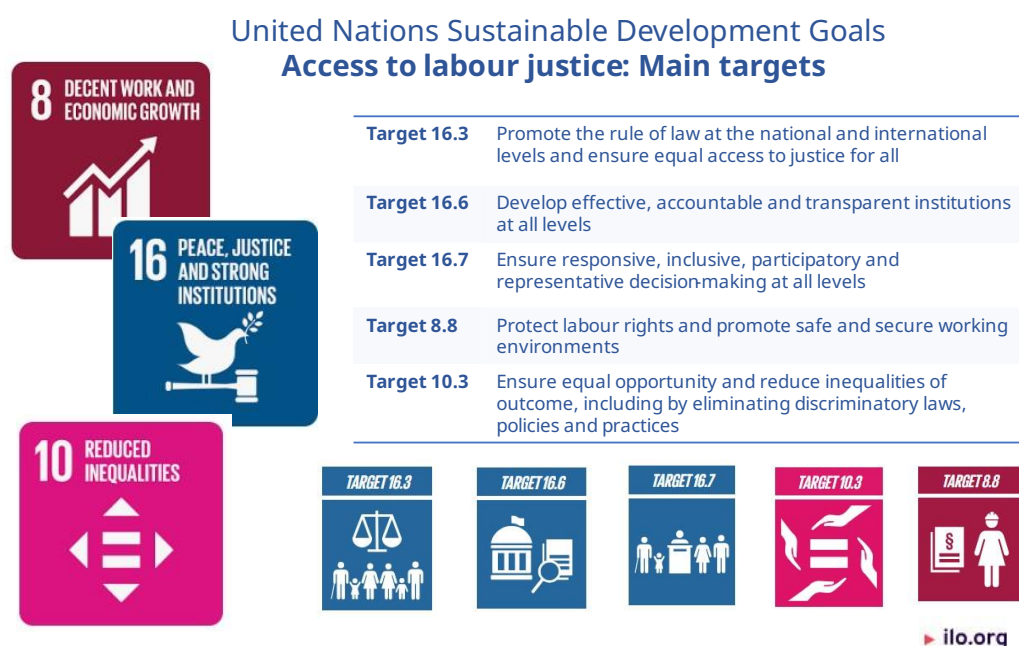 United Nations Sustainable Development Goals
Access to labour justice: Main targets
8 DECENT WORK AND
ECONOMIC GROWTH
16 PEACE, JUSTICE
AND STRONG
INSTITUTIONS
10 REDUCED
INEQUALITIES
Target 16.3 Promote the rule of law at the national and international
levels and ensure equal access to justice for all
Target 16.6 Develop effective, accountable and transparent institutions
at all levels
Target 16.7 Ensure responsive, inclusive, participatory and
representative decision-making at all levels
Target 8.8 Protect labour rights and promote safe and secure working
environments
Target 10.3 Ensure equal opportunity and reduce inequalities of
outcome, including by eliminating discriminatory laws,
policies and practices
TARGET 16.3
TARGET 16.6
TARGET 16.7
TARGET 10.3
TARGET 8.8
§
ilo.org